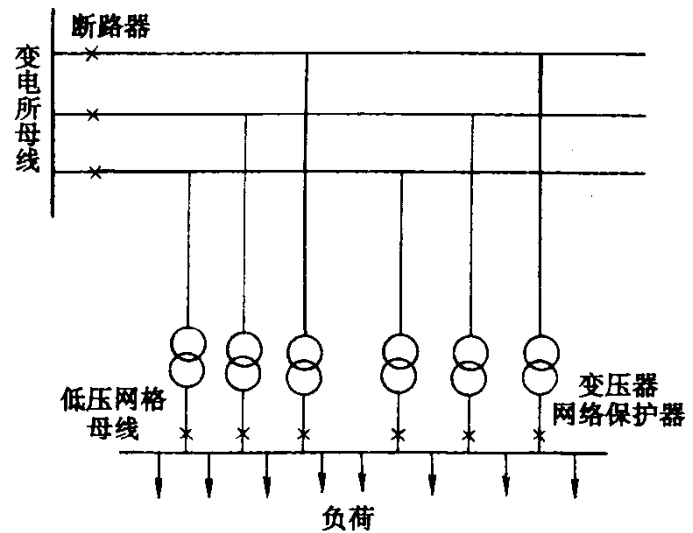 断路器
变电所母线
低压网格
母线
变压器
网络保护器
负荷